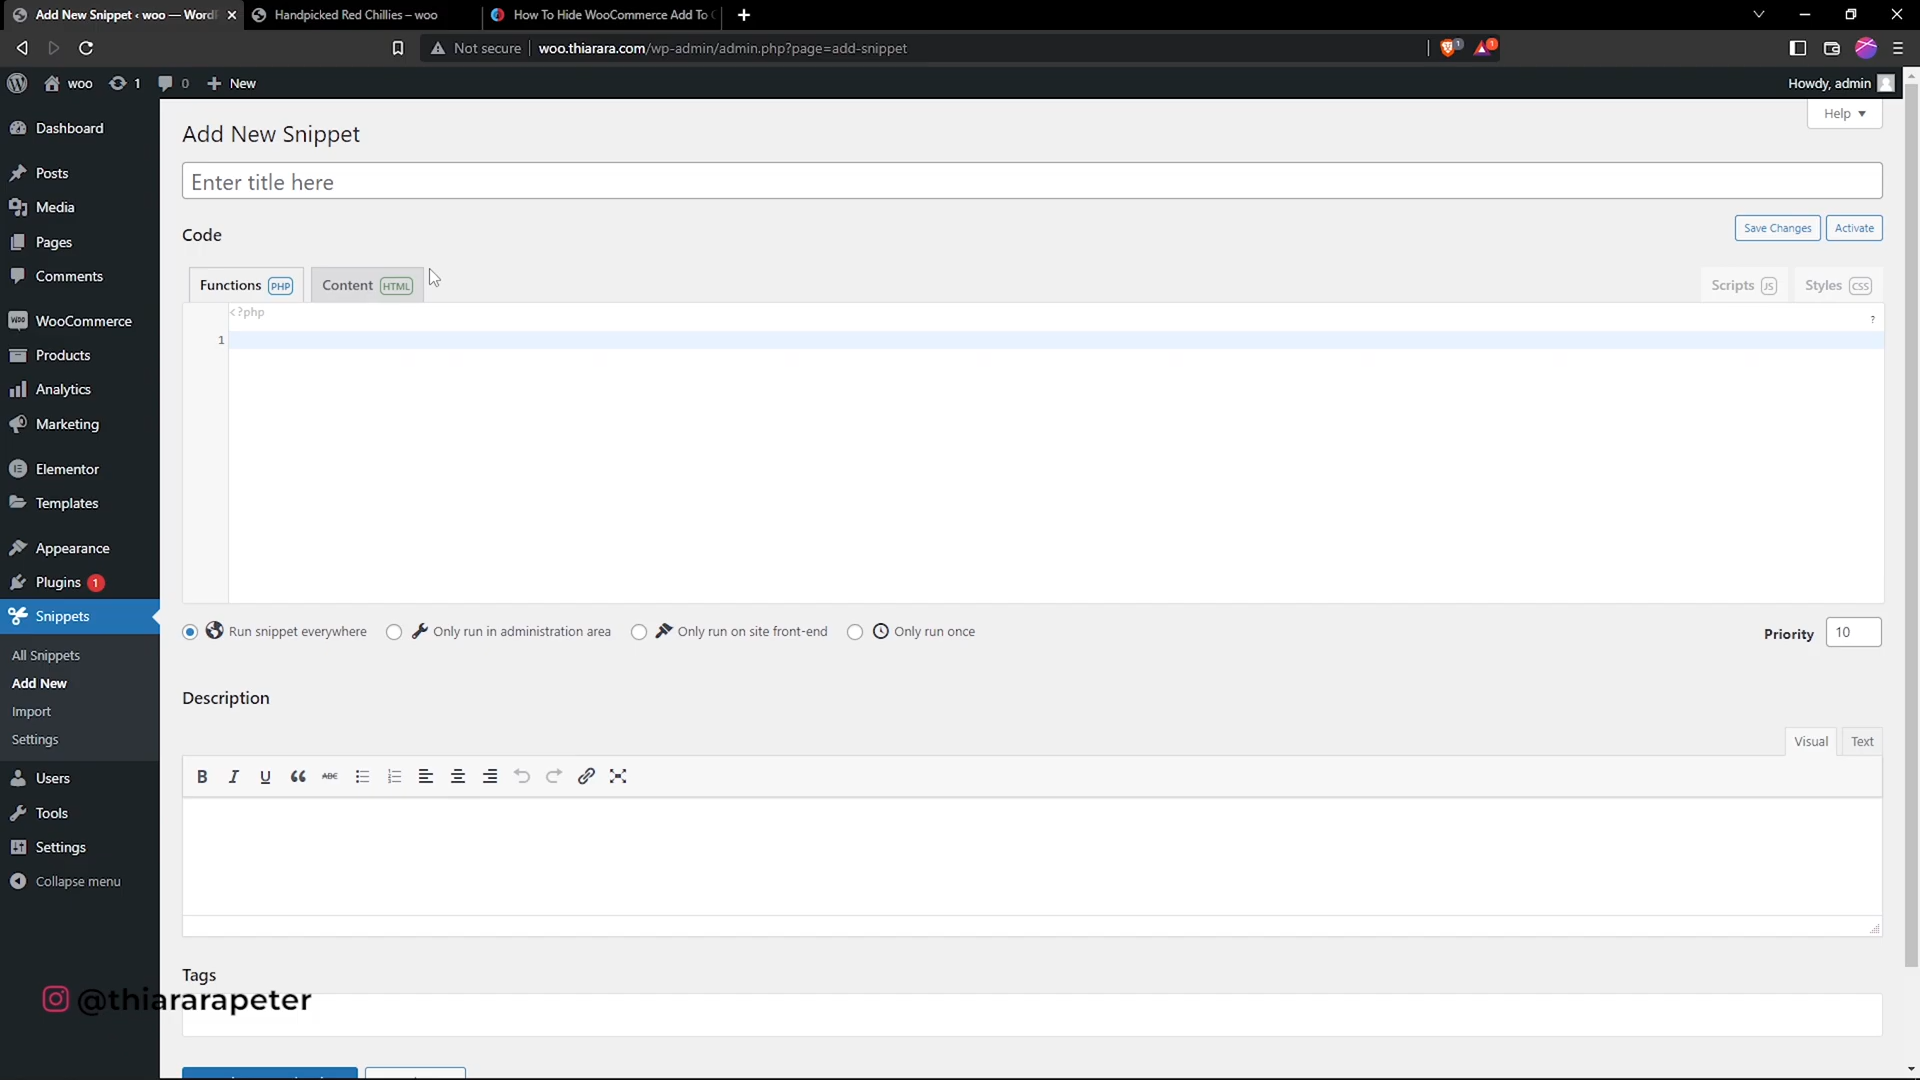 Add New Snippet ‹ woo — WordP
Handpicked Red Chillies – woo
How To Hide WooCommerce Add To C
Not secure
woo.thiarara.com/wp-admin/admin.php?page=add-snippet
1
1
woo
1
0
New
Howdy, admin
Dashboard
Posts
Media
Pages
Comments
WooCommerce
Products
Analytics
Marketing
Elementor
Templates
Appearance
Plugins 1
Snippets
All Snippets
Add New
Import
Settings
Users
Tools
Settings
Collapse menu
Help
Add New Snippet
Enter title here
Code
Save Changes
Activate
Functions PHP
Content HTML
Scripts JS
Styles CSS
<?php
?
1
Run snippet everywhere
Only run in administration area
Only run on site front-end
Only run once
Priority
10
Description
Visual
Text
B I U ABC
Tags
@thiararapeter